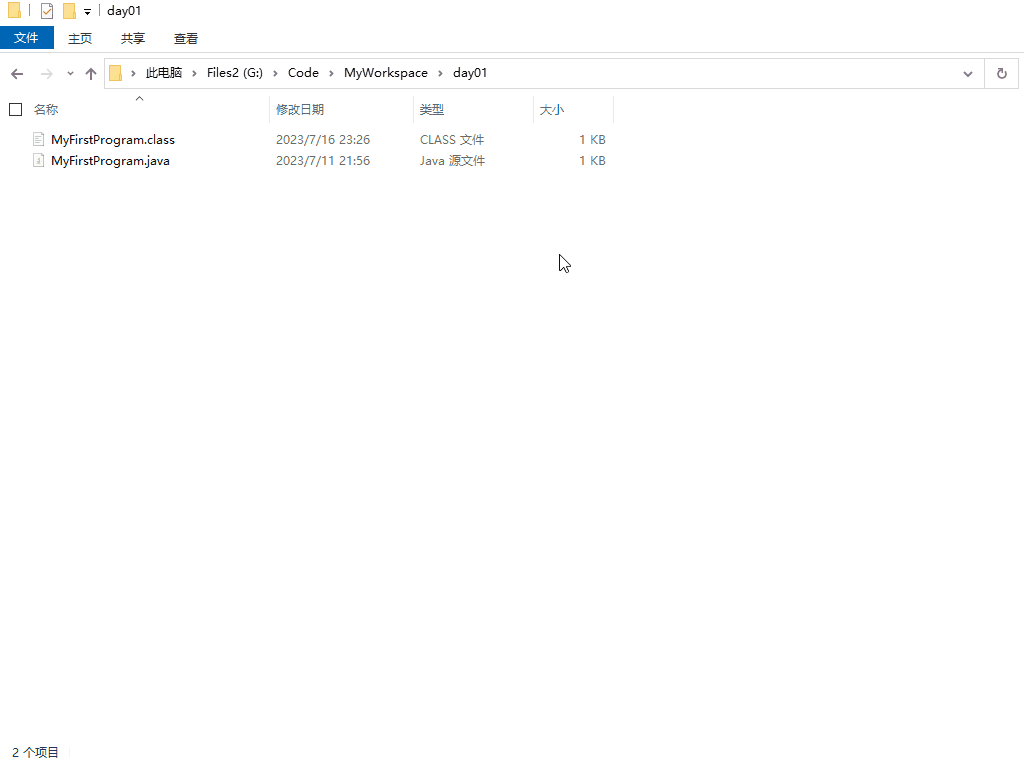 day01
文件 主页 共享 查看
此电脑 Files2 (G:) Code MyWorkspace day01
名称 修改日期 类型 大小
MyFirstProgram.class 2023/7/16 23:26 CLASS 文件 1 KB
MyFirstProgram.java 2023/7/11 21:56 Java 源文件 1 KB
2 个项目